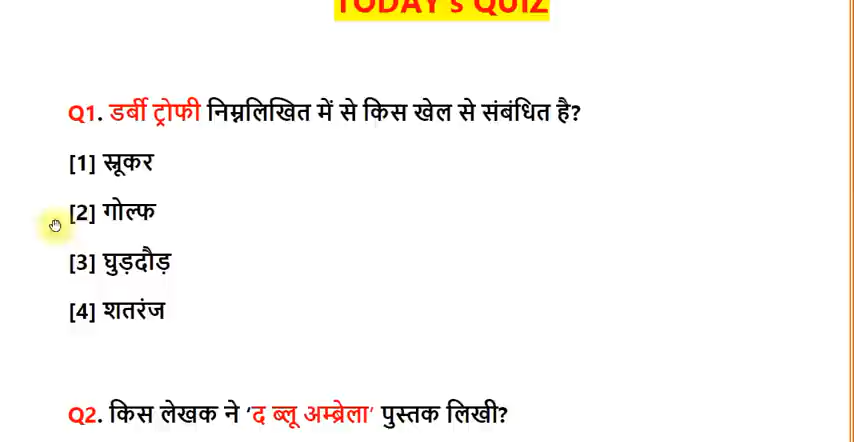 TODAY's QUIZ
Q1. डर्बी ट्रोफी निम्नलिखित में से किस खेल से संबंधित है?
[1] स्नूकर
[2] गोल्फ
[3] घुड़दौड़
[4] शतरंज
Q2. किस लेखक ने ‘द ब्लू अम्ब्रेला’ पुस्तक लिखी?